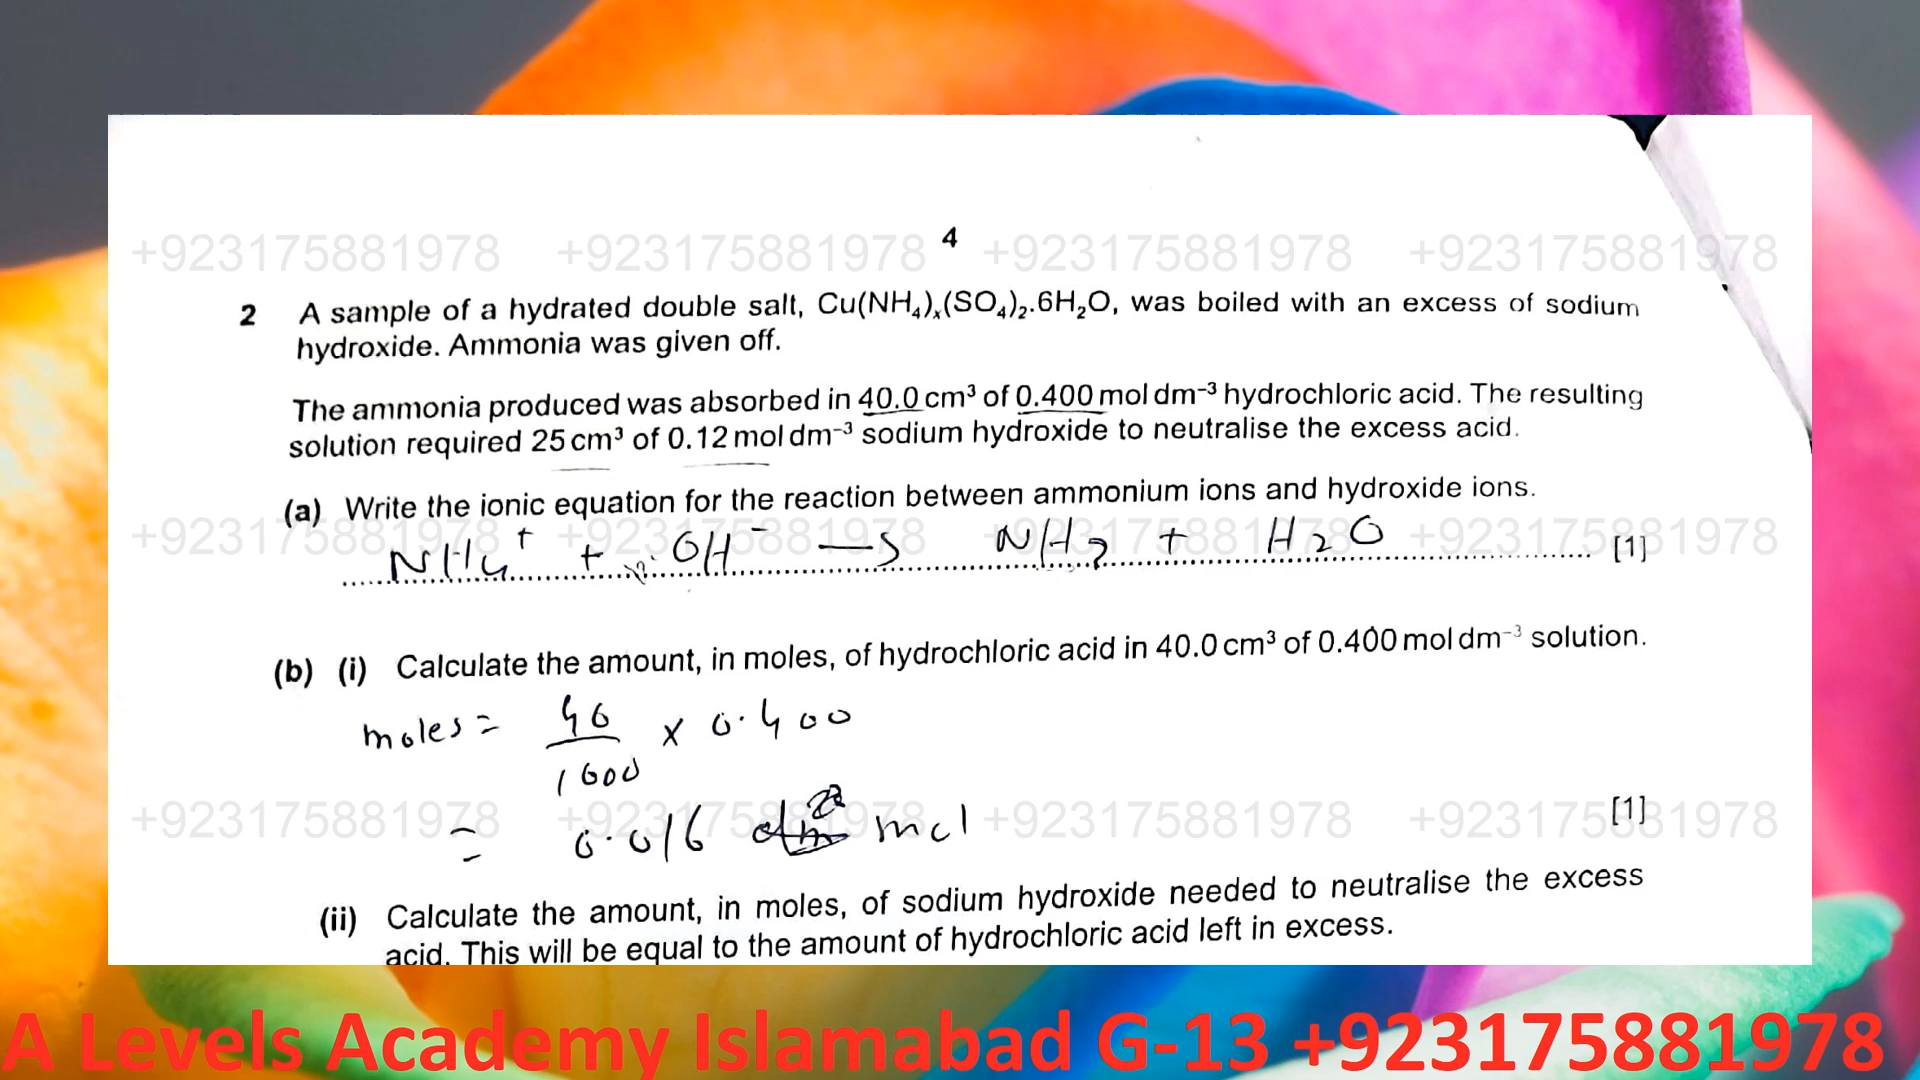 4
+923175881978 +923175881978 +923175881978 +923175881978
2 A sample of a hydrated double salt, Cu(NH₄)ₓ(SO₄)₂.6H₂O, was boiled with an excess of sodium
hydroxide. Ammonia was given off.
The ammonia produced was absorbed in 40.0 cm³ of 0.400 mol dm⁻³ hydrochloric acid. The resulting
solution required 25 cm³ of 0.12 mol dm⁻³ sodium hydroxide to neutralise the excess acid.
(a) Write the ionic equation for the reaction between ammonium ions and hydroxide ions.
+923175881978 +923175881978 +923175881978 +923175881978
NH₄⁺ + OH⁻ → NH₃ + H₂O [1]
(b) (i) Calculate the amount, in moles, of hydrochloric acid in 40.0 cm³ of 0.400 mol dm⁻³ solution.
moles = 40
× 0.400
1000
+923175881978 +923175881978 +923175881978 +923175881978
= 0.016 mol [1]
(ii) Calculate the amount, in moles, of sodium hydroxide needed to neutralise the excess
acid. This will be equal to the amount of hydrochloric acid left in excess.
A Levels Academy Islamabad G-13 +923175881978